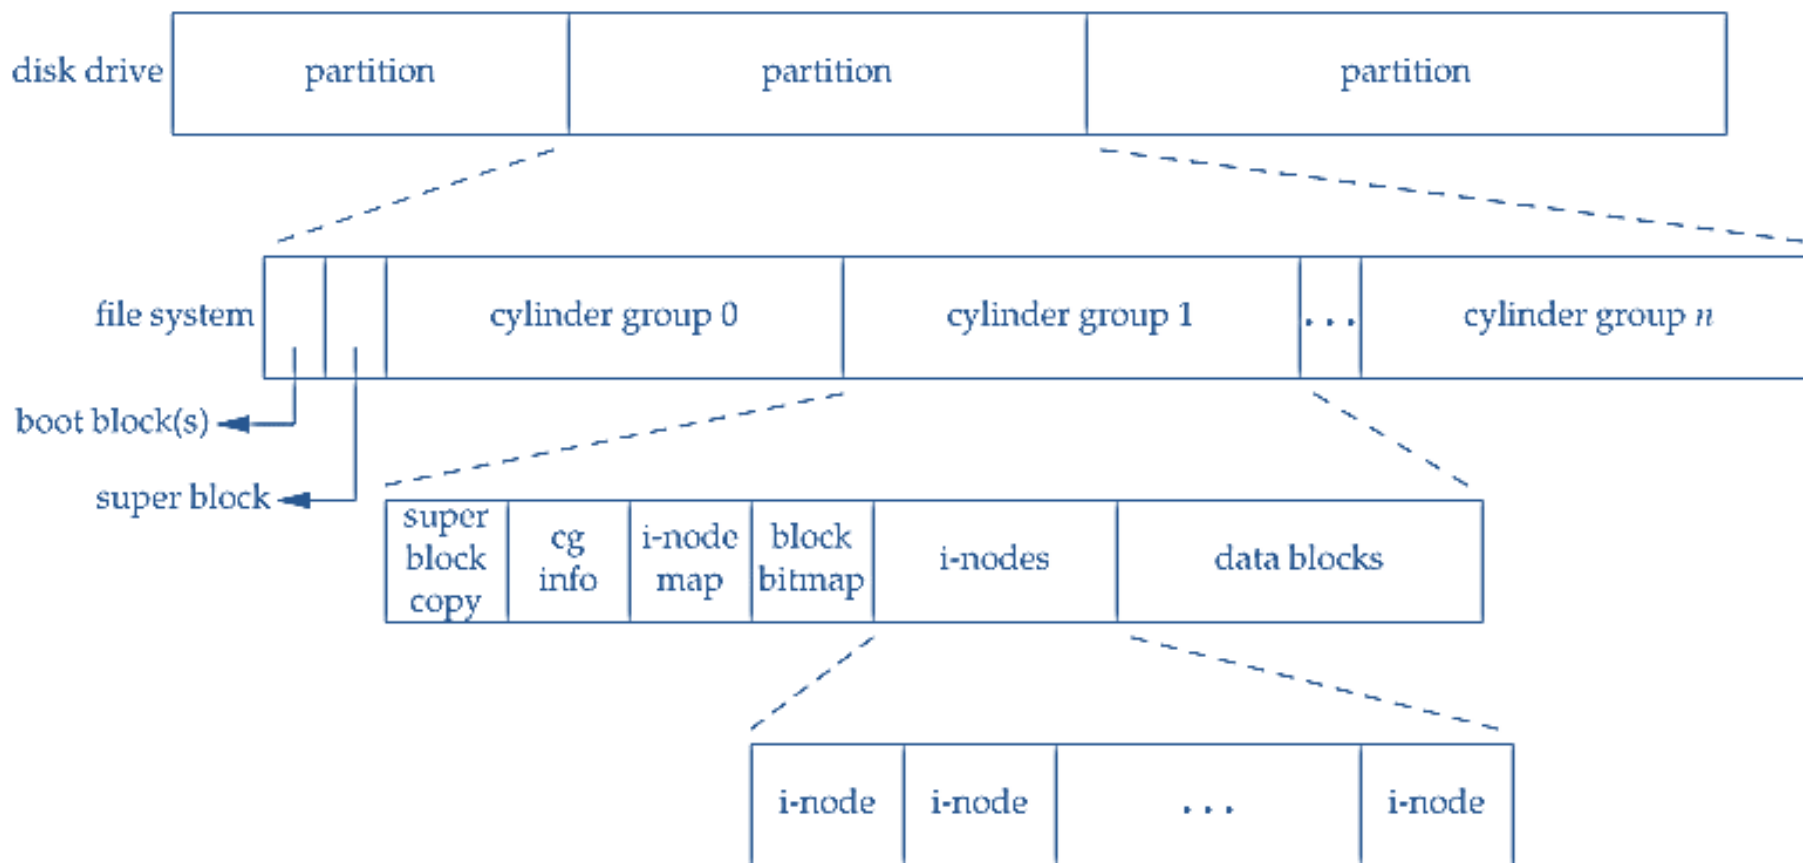 disk drive
partition
partition
partition
file system
cylinder group 0
cylinder group 1
...
cylinder group n
boot block(s)
super block
super
block
copy
cg
info
i-node
map
block
bitmap
i-nodes
data blocks
i-node
i-node
...
i-node